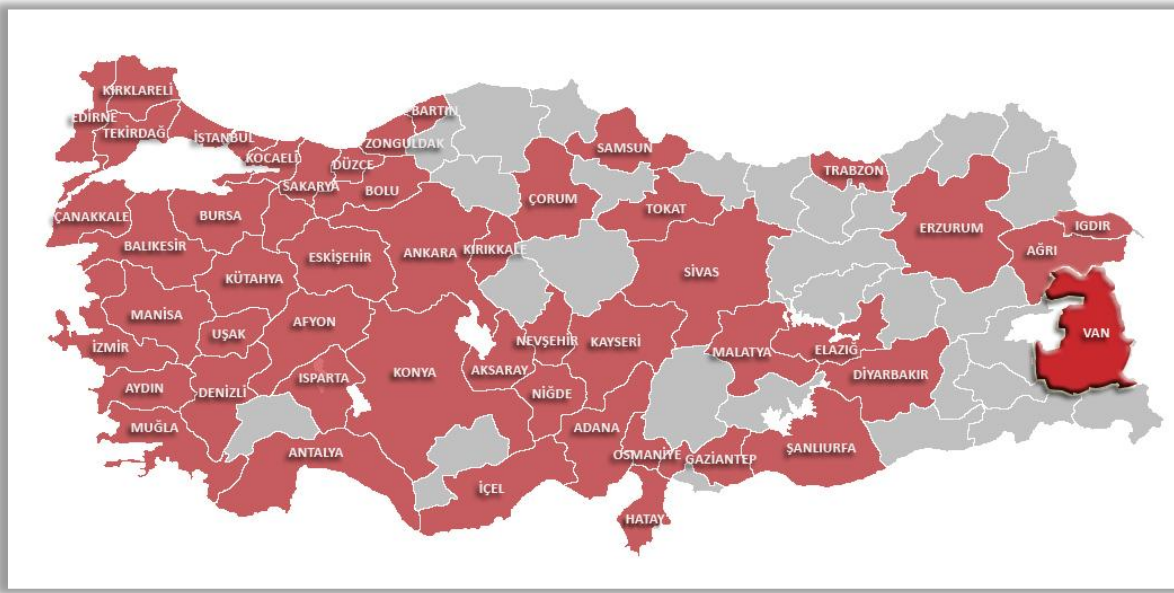 KIRKLARELİ
EDİRNE
TEKİRDAĞ
İSTANBUL
KOCAELİ
SAKARYA
DÜZCE
ZONGULDAK
BARTIN
BOLU
ÇANAKKALE
BURSA
BALIKESİR
KÜTAHYA
ESKİŞEHİR
ANKARA
KIRIKKALE
ÇORUM
SAMSUN
TOKAT
SİVAS
TRABZON
ERZURUM
IGDIR
AĞRI
VAN
MANİSA
UŞAK
AFYON
İZMİR
AYDIN
DENİZLİ
ISPARTA
KONYA
AKSARAY
NEVŞEHİR
KAYSERİ
NİĞDE
MALATYA
ELAZIĞ
DİYARBAKIR
MUĞLA
ANTALYA
İÇEL
ADANA
OSMANİYE
GAZİANTEP
ŞANLIURFA
HATAY